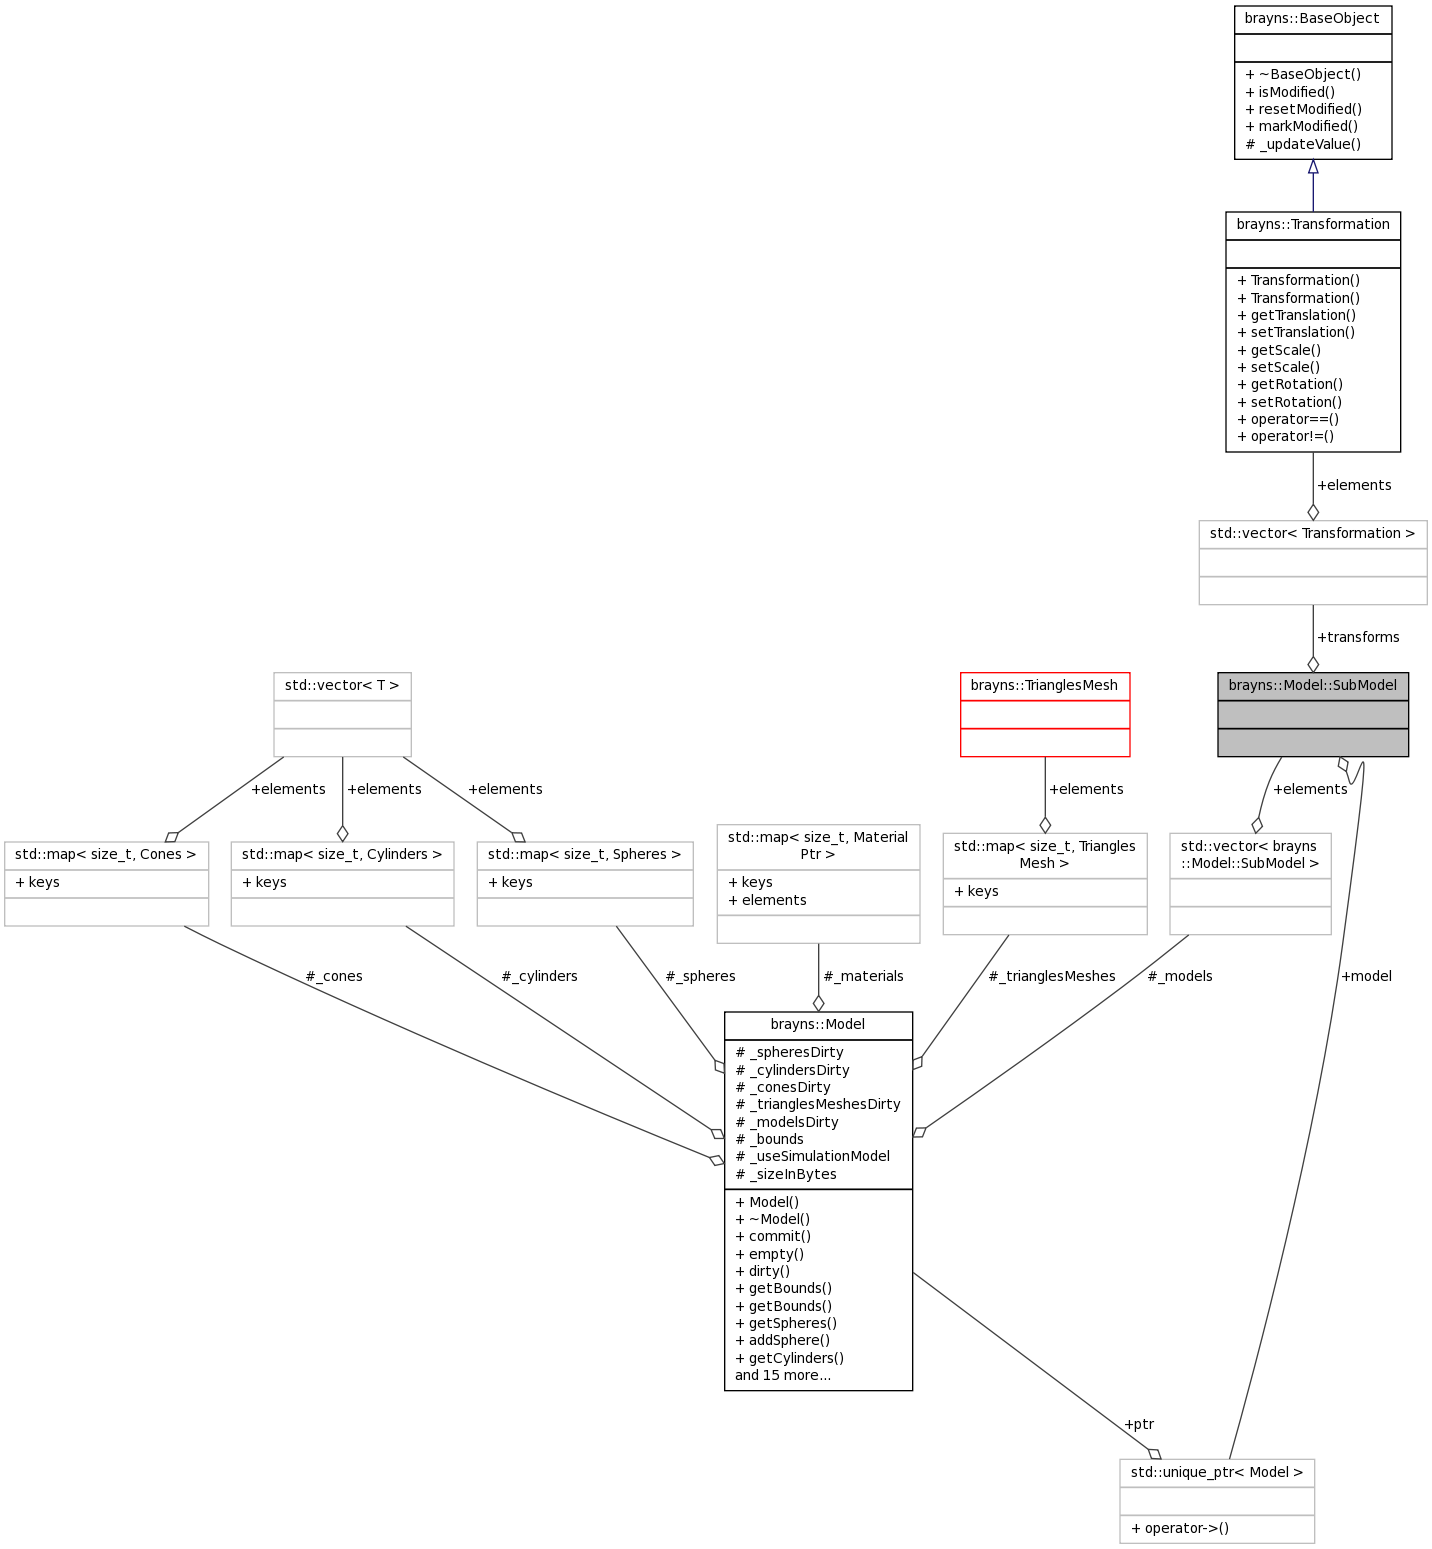 brayns::BaseObject
+ ~BaseObject()
+ isModified()
+ resetModified()
+ markModified()
# _updateValue()
brayns::Transformation
+ Transformation()
+ Transformation()
+ getTranslation()
+ setTranslation()
+ getScale()
+ setScale()
+ getRotation()
+ setRotation()
+ operator==()
+ operator!=()
+elements
std::vector< Transformation >
+transforms
std::vector< T >
brayns::TrianglesMesh
brayns::Model::SubModel
+elements
+elements
+elements
+elements
+elements
std::map< size_t, Cones >
+ keys
std::map< size_t, Cylinders >
+ keys
std::map< size_t, Spheres >
+ keys
std::map< size_t, Material
Ptr >
+ keys
+ elements
std::map< size_t, Triangles
Mesh >
+ keys
std::vector< brayns
::Model::SubModel >
#_cones
#_cylinders
#_spheres
#_materials
#_trianglesMeshes
#_models
+model
brayns::Model
# _spheresDirty
# _cylindersDirty
# _conesDirty
# _trianglesMeshesDirty
# _modelsDirty
# _bounds
# _useSimulationModel
# _sizeInBytes
+ Model()
+ ~Model()
+ commit()
+ empty()
+ dirty()
+ getBounds()
+ getBounds()
+ getSpheres()
+ addSphere()
+ getCylinders()
and 15 more...
+ptr
std::unique_ptr< Model >
+ operator->()